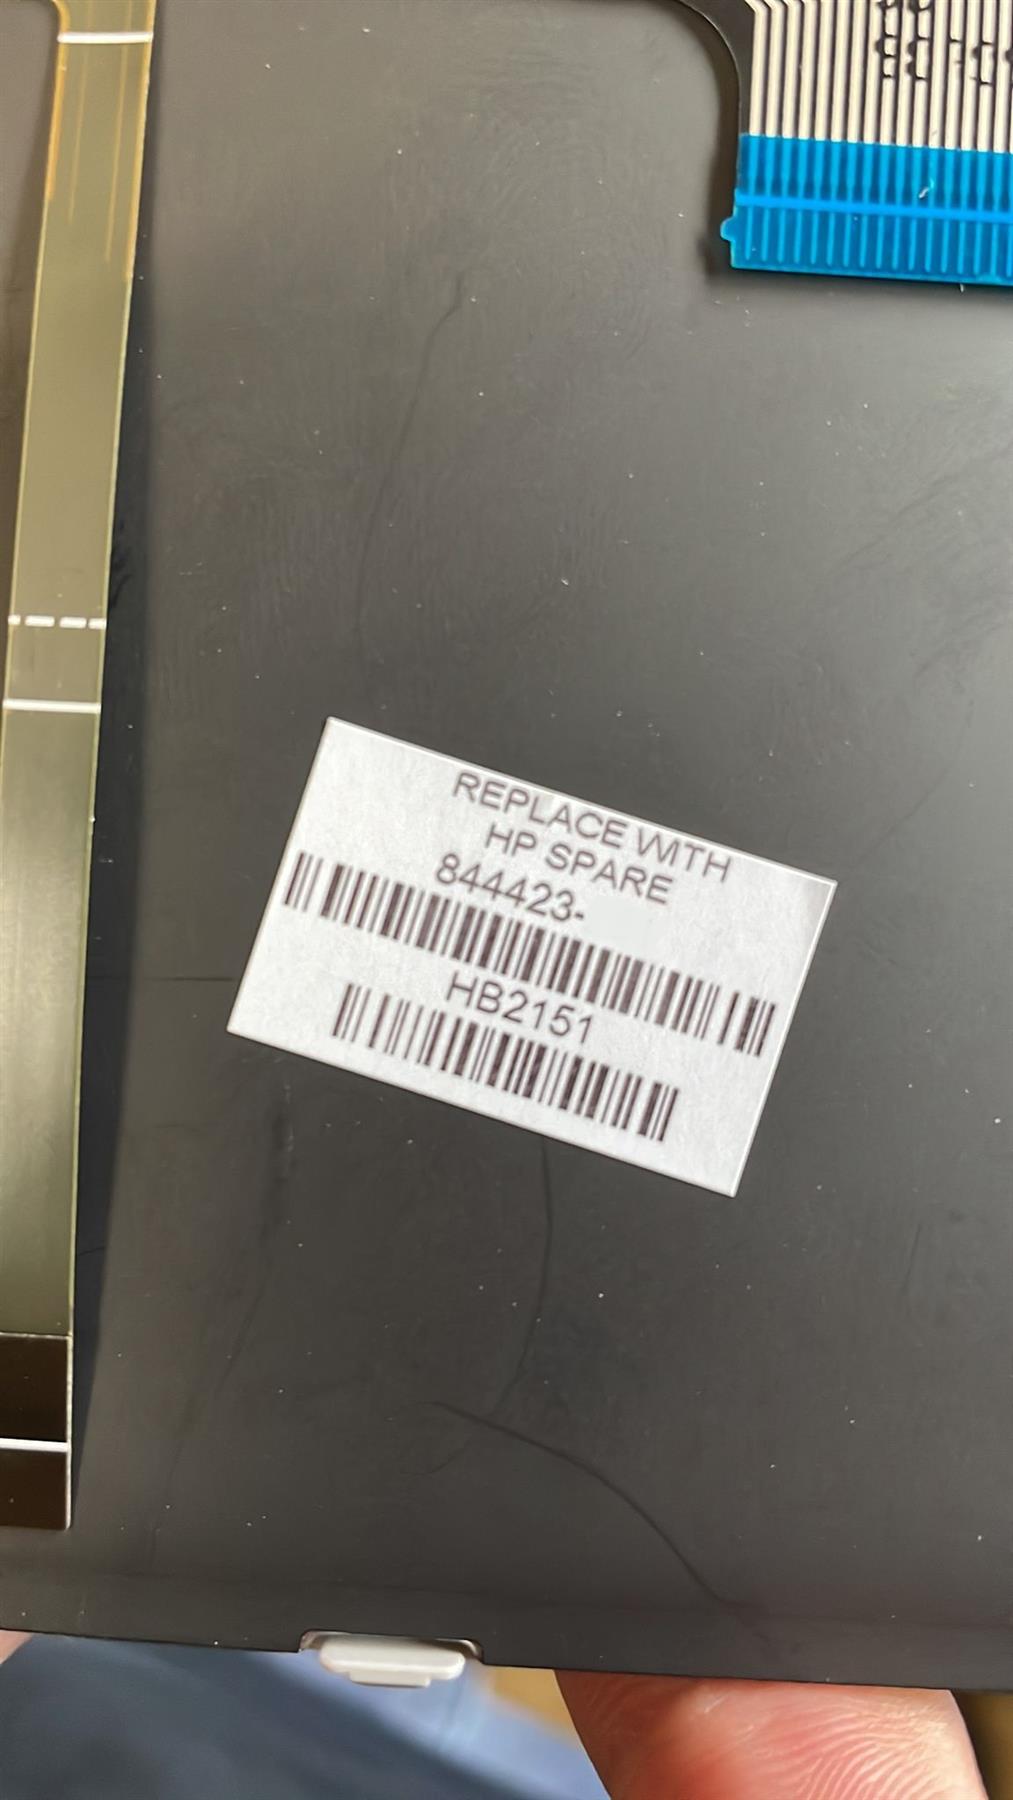 REPLACE WITH
HP SPARE
844423-
HB2151